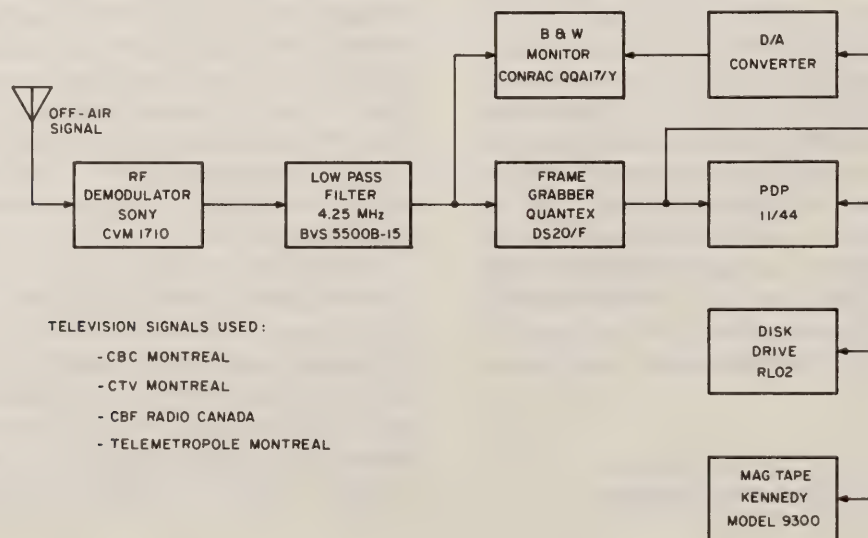 OFF-AIR
SIGNAL
RF
DEMODULATOR
SONY
CVM 1710
LOW PASS
FILTER
4.25 MHz
BVS 5500B-15
B & W
MONITOR
CONRAC QQA17/Y
D/A
CONVERTER
FRAME
GRABBER
QUANTEX
DS20/F
PDP
11/44
DISK
DRIVE
RL02
MAG TAPE
KENNEDY
MODEL 9300
TELEVISION SIGNALS USED:
- CBC MONTREAL
- CTV MONTREAL
- CBF RADIO CANADA
- TELEMETROPOLE MONTREAL